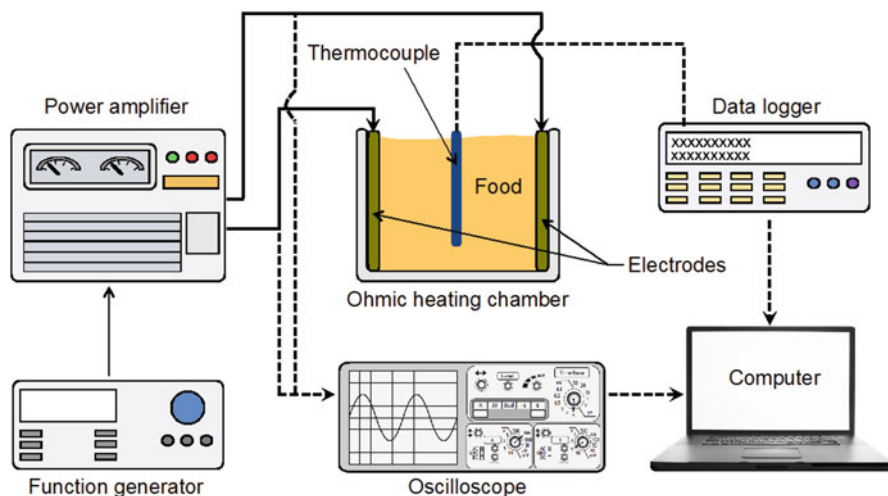 Thermocouple
Power amplifier
Data logger
XXXXXXXXXX
XXXXXXXXXX
Food
Electrodes
Ohmic heating chamber
Computer
Function generator
Oscilloscope